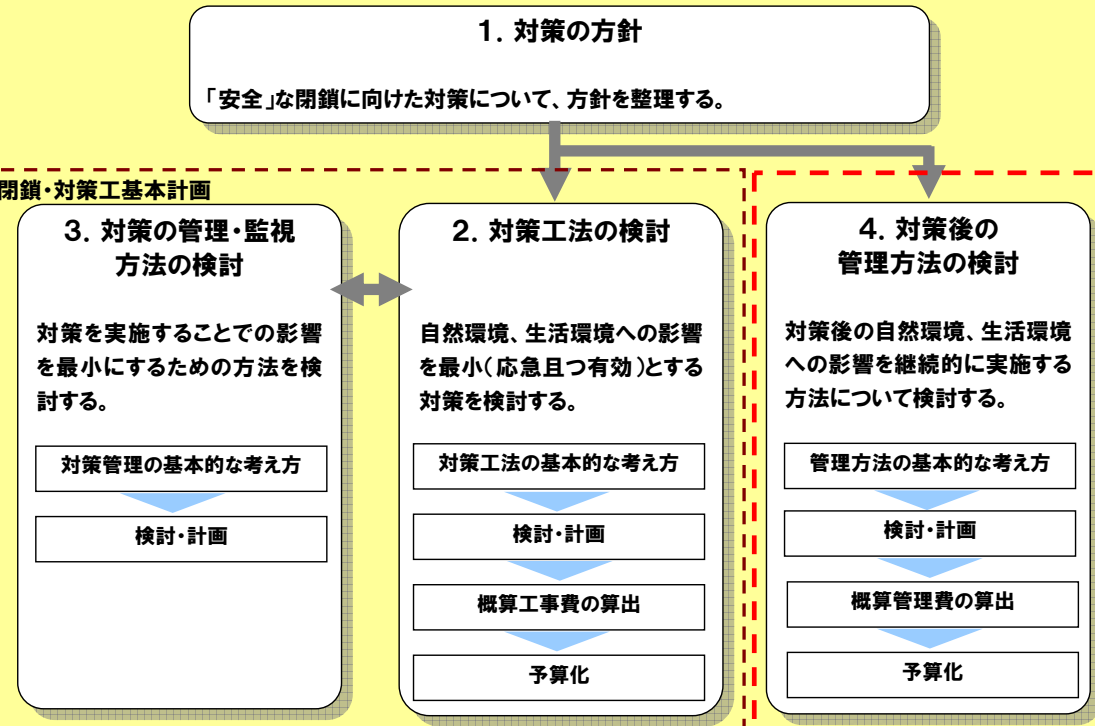 1．対策の方針
「安全」な閉鎖に向けた対策について、方針を整理する。
閉鎖・対策工基本計画
3．対策の管理・監視
方法の検討
対策を実施することでの影響
を最小にするための方法を検
討する。
対策管理の基本的な考え方
検討・計画
2．対策工法の検討
自然環境、生活環境への影響
を最小（応急且つ有効）とする
対策を検討する。
対策工法の基本的な考え方
検討・計画
概算工事費の算出
予算化
4．対策後の
管理方法の検討
対策後の自然環境、生活環境
への影響を継続的に実施する
方法について検討する。
管理方法の基本的な考え方
検討・計画
概算管理費の算出
予算化